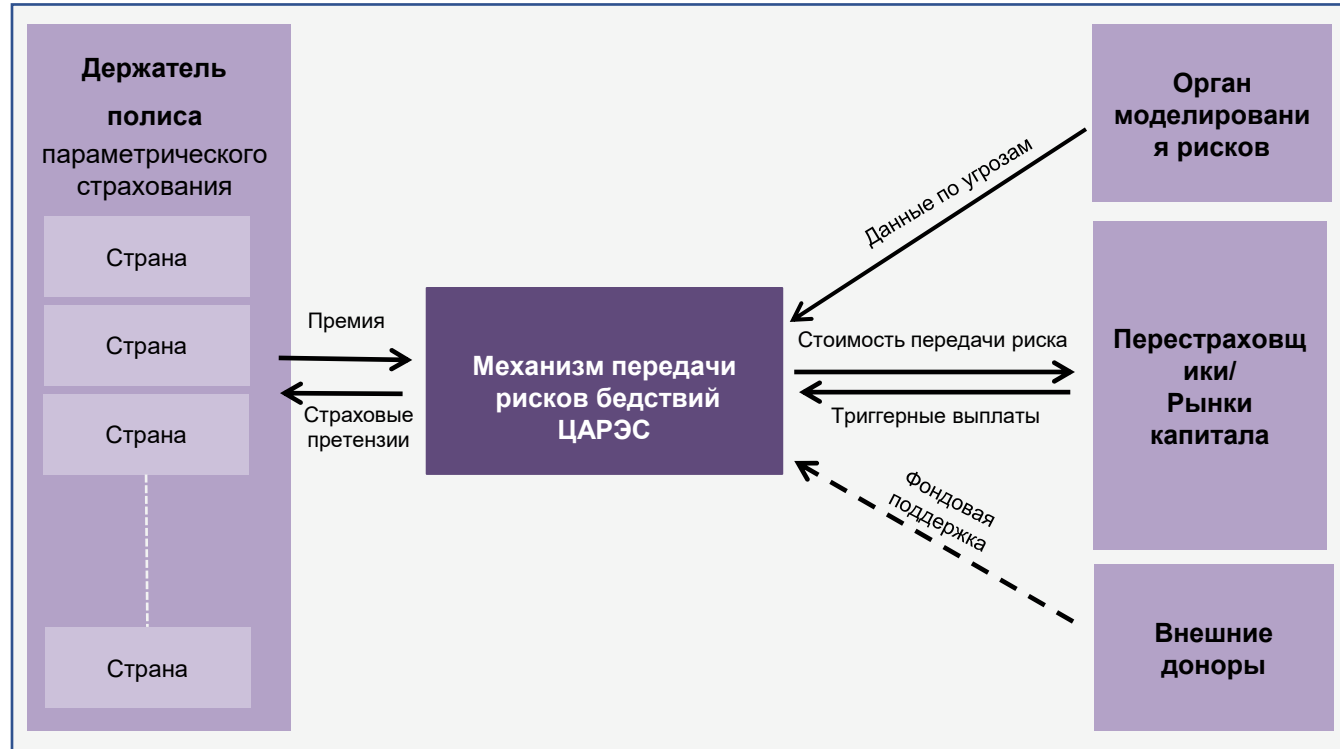 Держатель
полиса
параметрического
страхования
Страна
Страна
Страна
Страна
Премия
Страховые
претензии
Механизм передачи
рисков бедствий
ЦАРЭС
Данные по угрозам
Стоимость передачи риска
Триггерные выплаты
Фондовая
поддержка
Орган
моделировани
я рисков
Перестраховщ
ики/
Рынки
капитала
Внешние
доноры